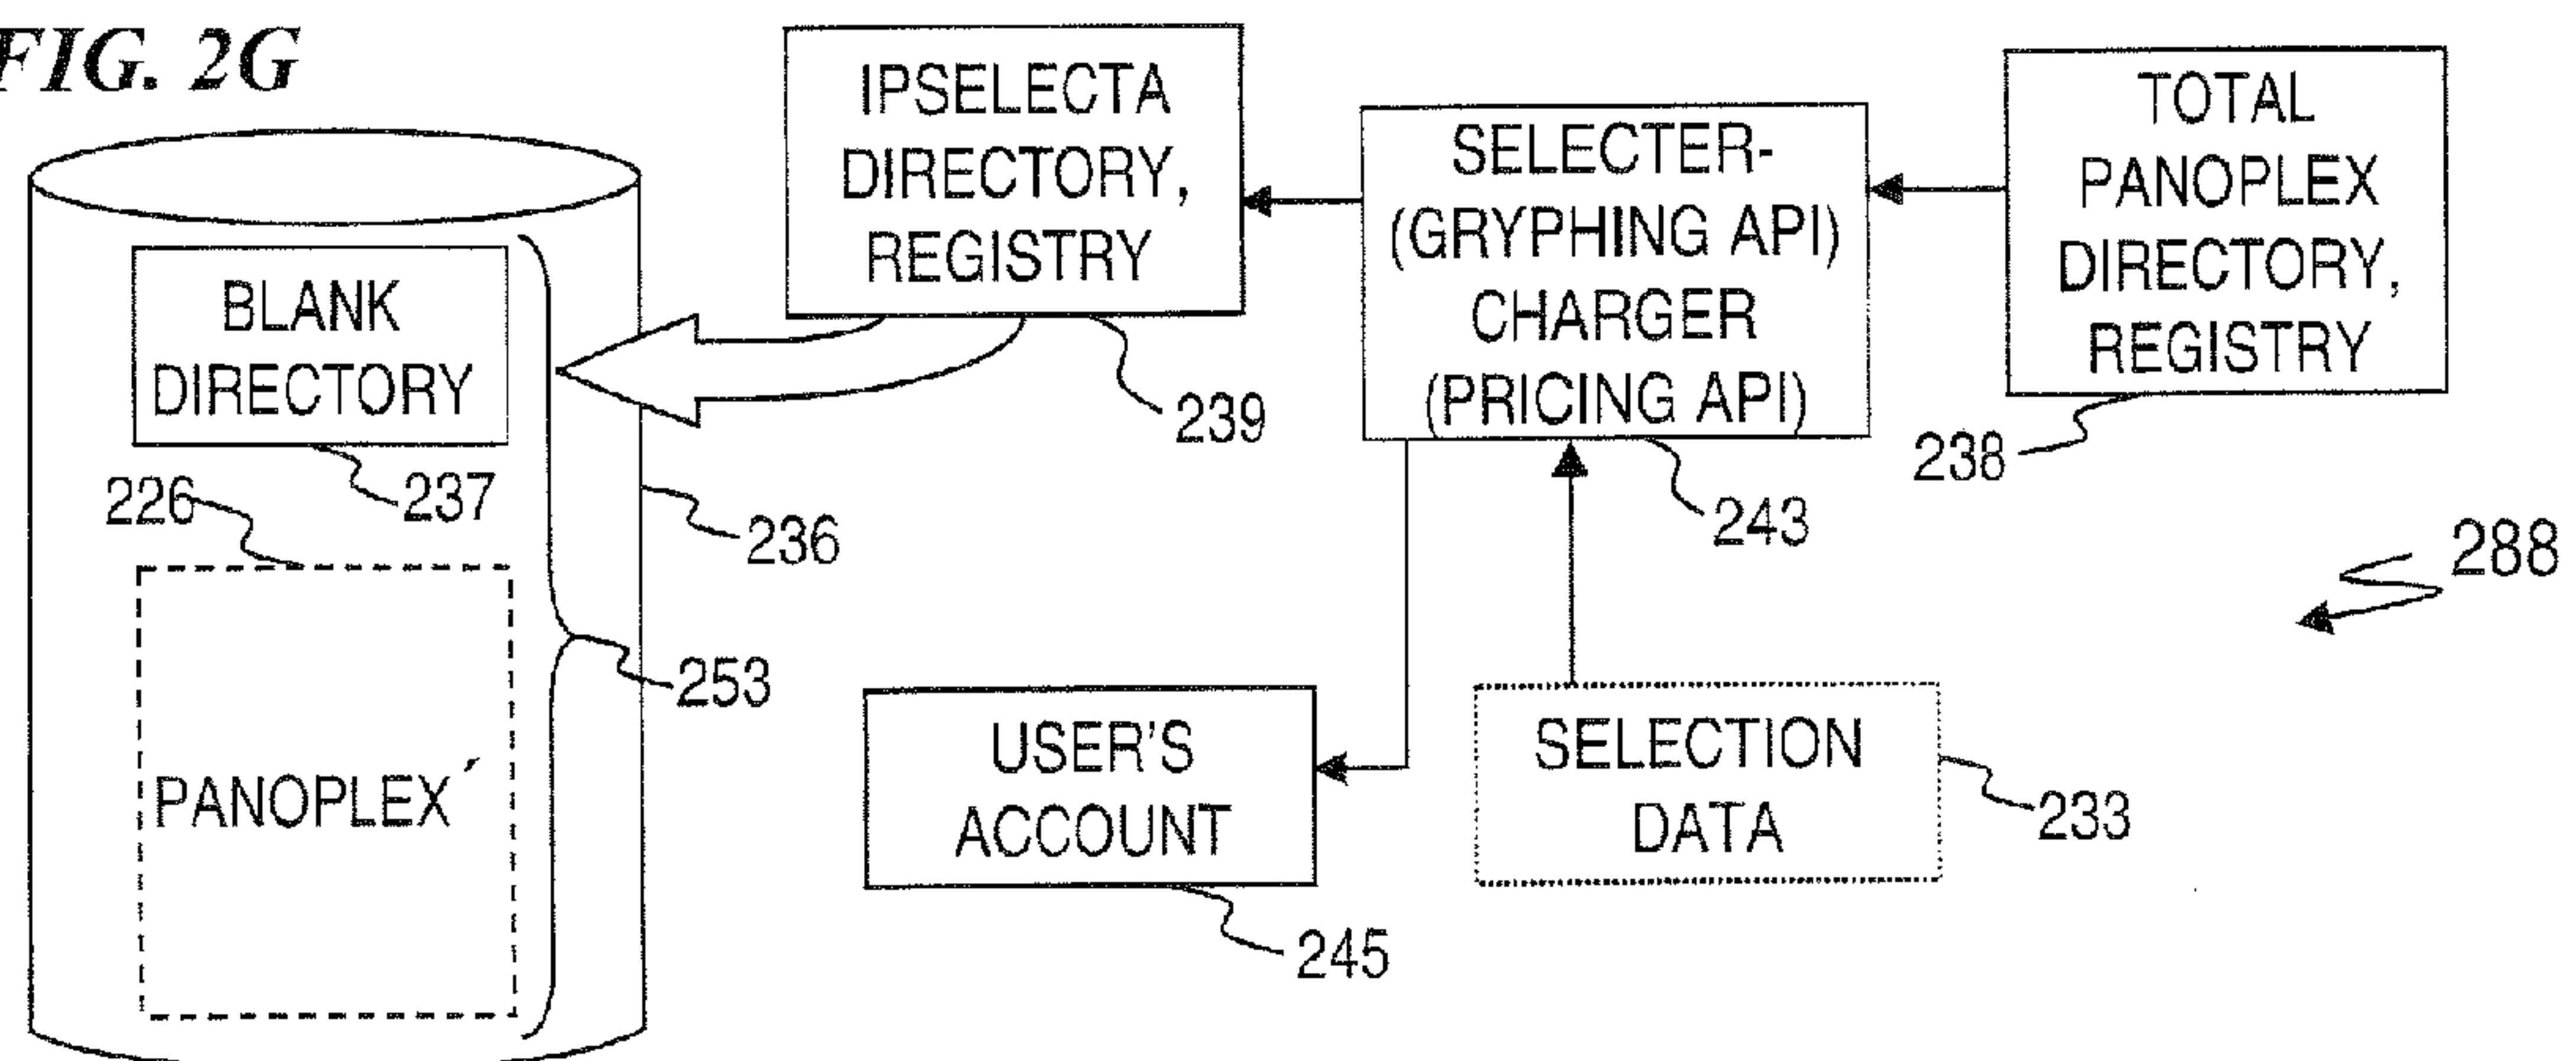 FIG. 2G
IPSELECTA
DIRECTORY,
REGISTRY
239
SELECTER-
(GRYPHING API)
CHARGER
(PRICING API)
243
TOTAL
PANOPLEX
DIRECTORY,
REGISTRY
238
BLANK
DIRECTORY
237
226
236
PANOPLEX´
253
USER'S
ACCOUNT
245
SELECTION
DATA
233
288